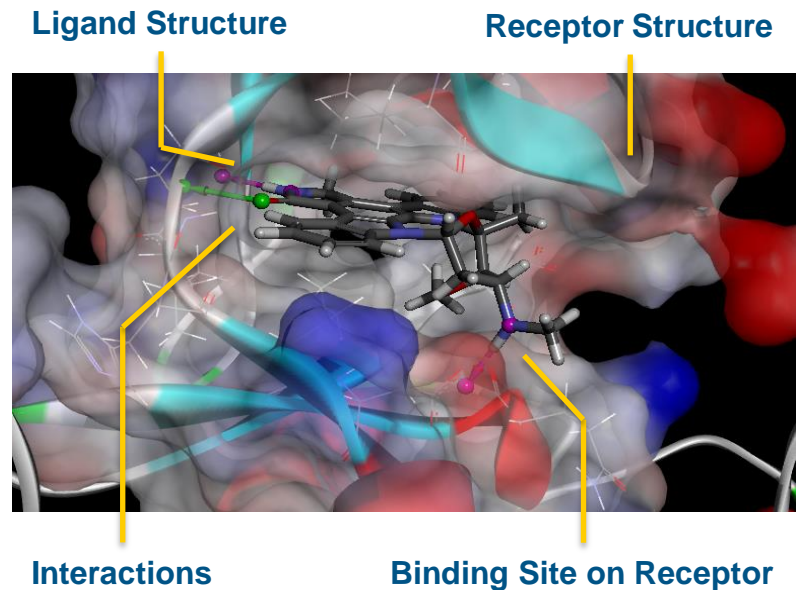 Ligand Structure
Receptor Structure
Interactions
Binding Site on Receptor